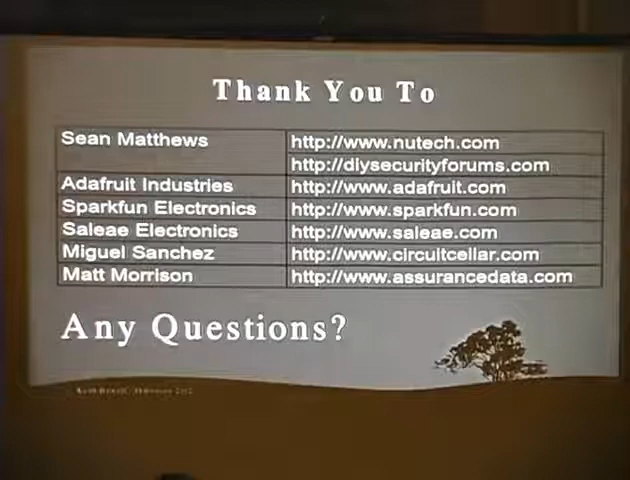 Thank You To
Sean Matthews http://www.nutech.com
http://diysecurityforums.com
Adafruit Industries http://www.adafruit.com
Sparkfun Electronics http://www.sparkfun.com
Saleae Electronics http://www.saleae.com
Miguel Sanchez http://www.circuitcellar.com
Matt Morrison http://www.assurancedata.com
Any Questions?